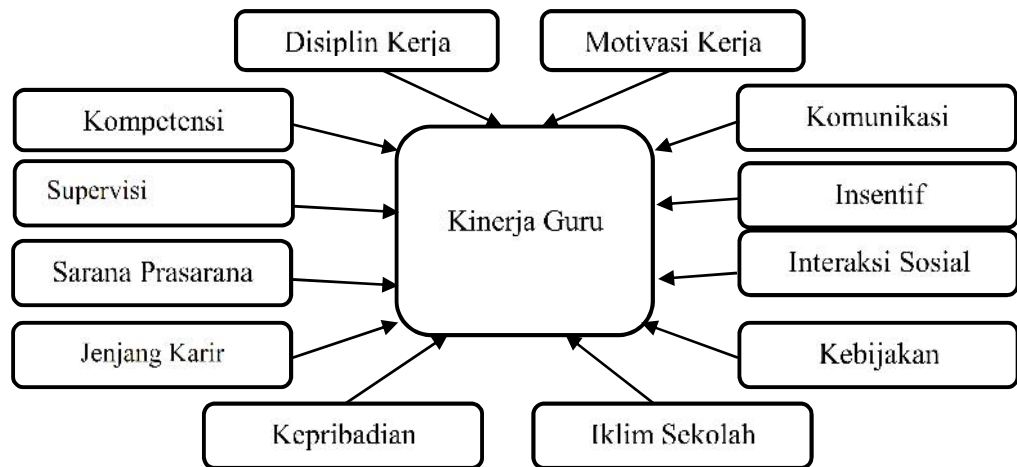 Disiplin Kerja
Motivasi Kerja
Kompetensi
Komunikasi
Supervisi
Insentif
Kinerja Guru
Sarana Prasarana
Interaksi Sosial
Jenjang Karir
Kebijakan
Kepribadian
Iklim Sekolah